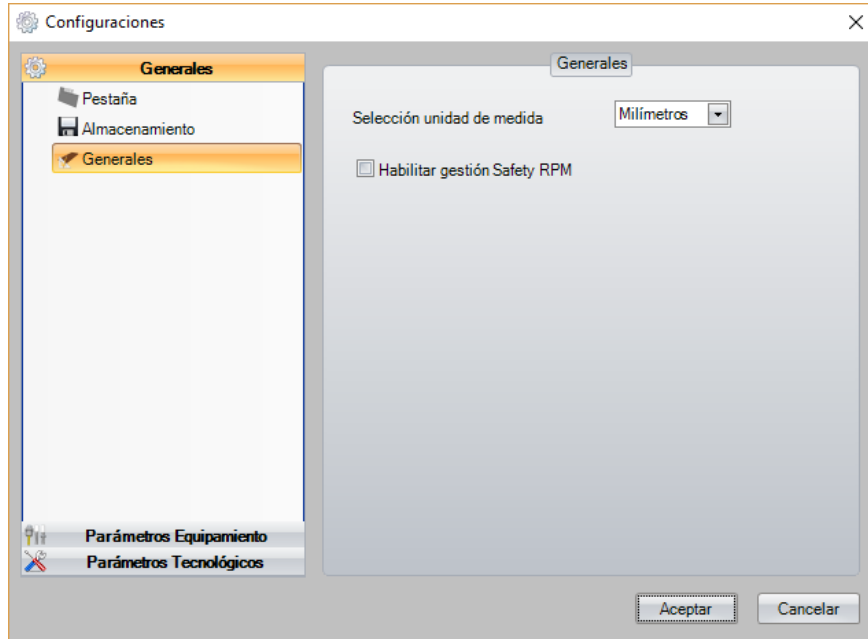 Configuraciones
Generales
Pestaña
Almacenamiento
Generales
Parámetros Equipamiento
Parámetros Tecnológicos
Generales
Selección unidad de medida
Milímetros
Habilitar gestión Safety RPM
Aceptar
Cancelar